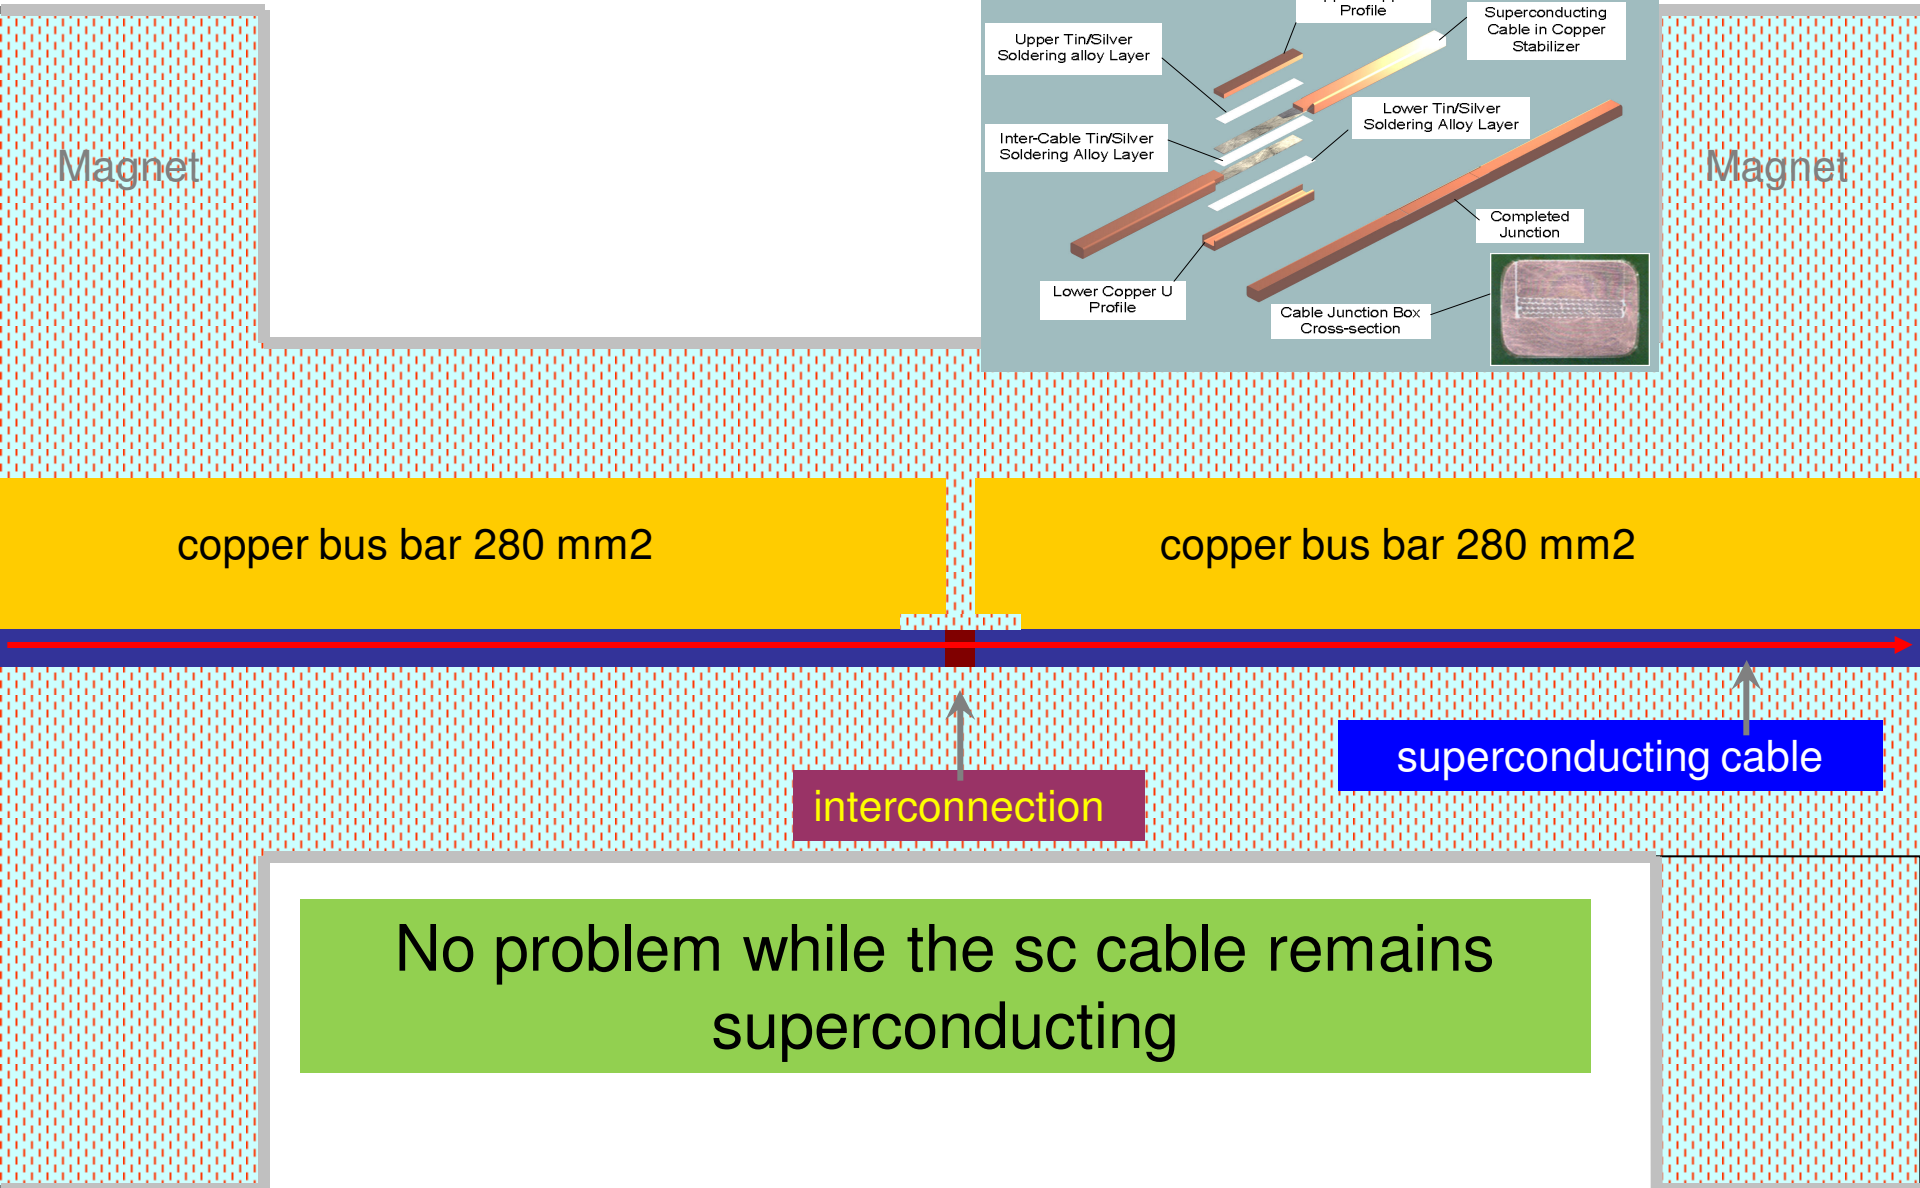 Profile
Superconducting
Cable in Copper
Stabilizer
Upper Tin/Silver
Soldering alloy Layer
Lower Tin/Silver
Soldering Alloy Layer
Inter-Cable Tin/Silver
Soldering Alloy Layer
Magnet
Magnet
Completed
Junction
Lower Copper U
Profile
Cable Junction Box
Cross-section
copper bus bar 280 mm2
copper bus bar 280 mm2
superconducting cable
interconnection
No problem while the sc cable remains
superconducting